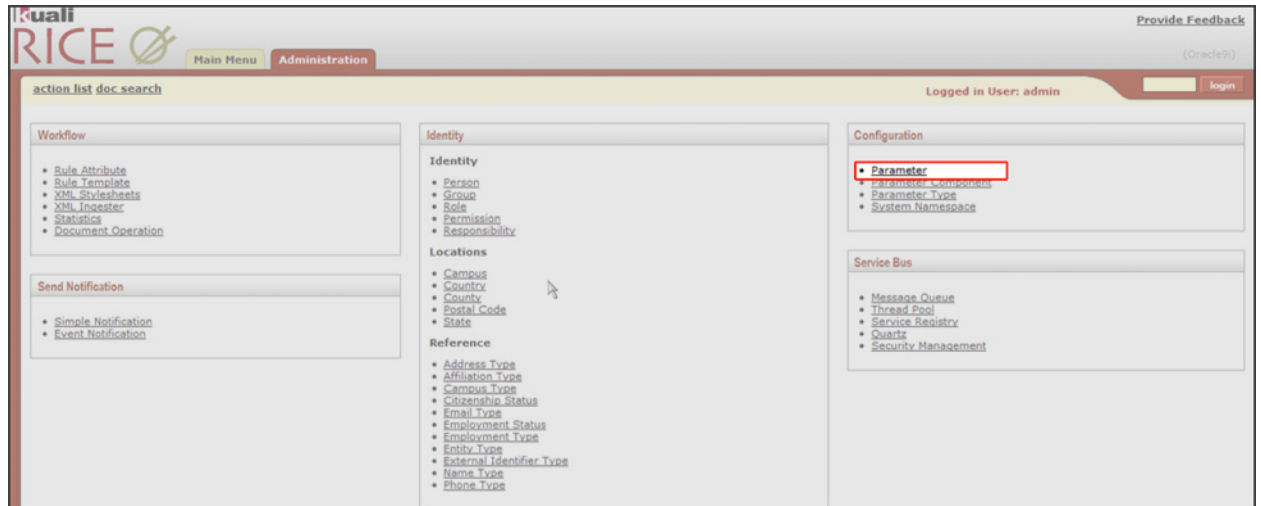 Kuali
RICE
Provide Feedback
Main Menu
Administration
(Oracle9i)
action list doc search
Logged in User: admin
login
Workflow
Rule Attribute
Rule Template
XML Stylesheets
XML Ingester
Statistics
Document Operation
Send Notification
Simple Notification
Event Notification
Identity
Identity
Person
Group
Role
Permission
Responsibility
Locations
Campus
Country
County
Postal Code
State
Reference
Address Type
Affiliation Type
Campus Type
Citizenship Status
Email Type
Employment Status
Employment Type
Entity Type
External Identifier Type
Name Type
Phone Type
Configuration
Parameter
Parameter Component
Parameter Type
System Namespace
Service Bus
Message Queue
Thread Pool
Service Registry
Quartz
Security Management